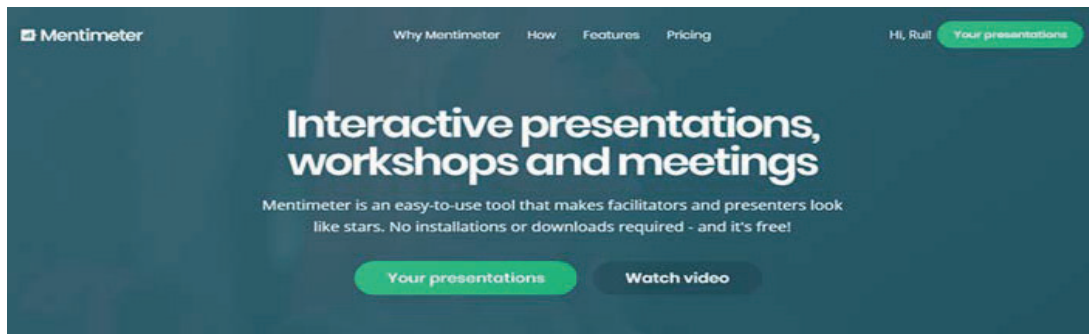 Mentimeter
Why Mentimeter How Features Pricing
Hi, Rui! Your presentations
Interactive presentations,
workshops and meetings
Mentimeter is an easy-to-use tool that makes facilitators and presenters look
like stars. No installations or downloads required - and it's free!
Your presentations Watch video